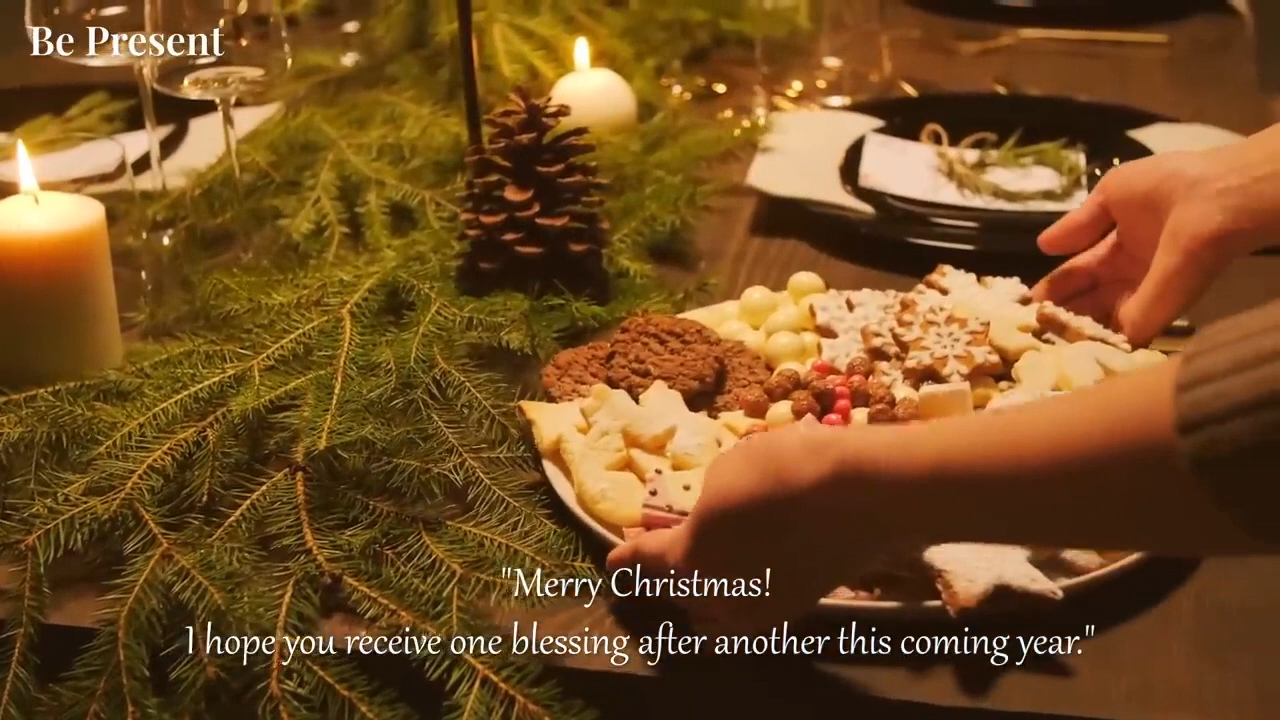 Be Present
"Merry Christmas!
I hope you receive one blessing after another this coming year."